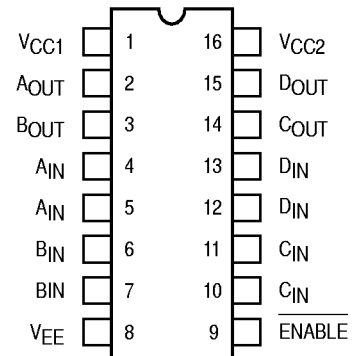 VCC1 1 16 VCC2
AOUT 2 15 DOUT
BOUT 3 14 COUT
AIN 4 13 DIN
AIN 5 12 DIN
BIN 6 11 CIN
BIN 7 10 CIN
VEE 8 9 ENABLE